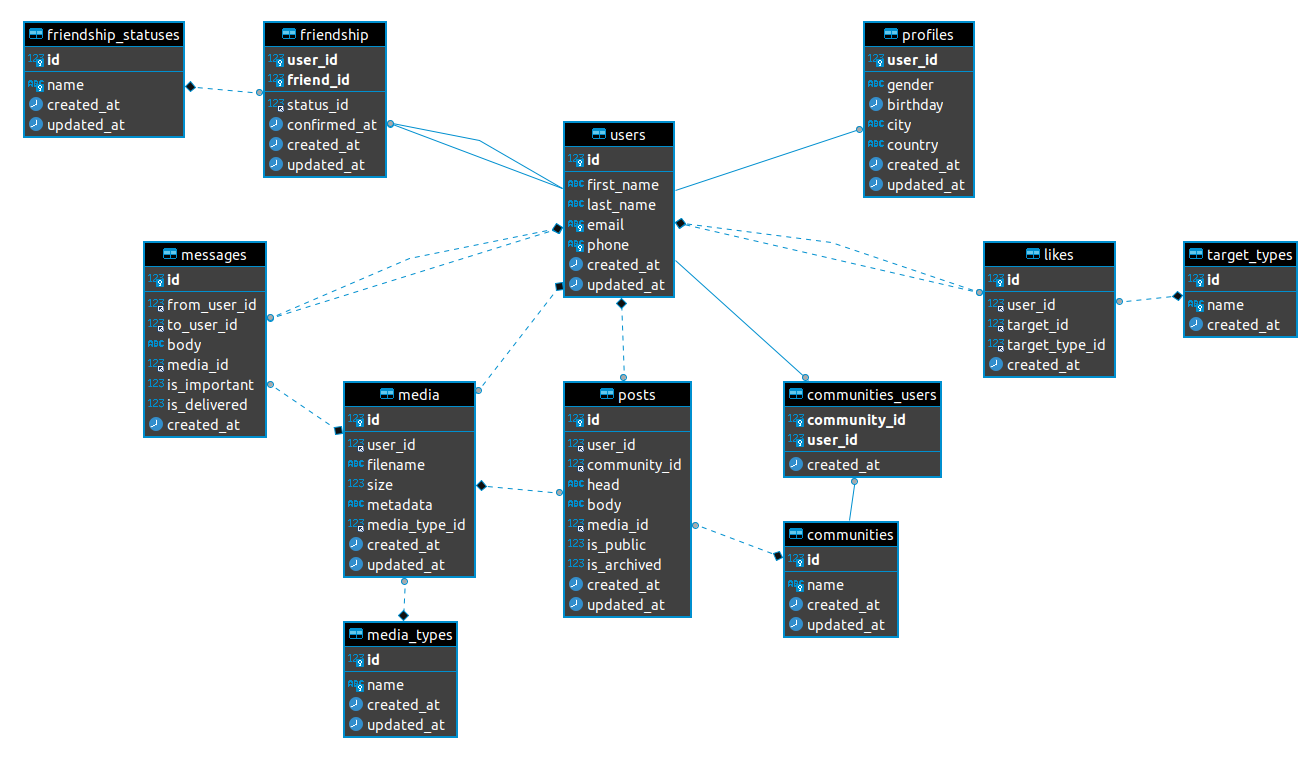 friendship_statuses
id
name
created_at
updated_at
friendship
user_id
friend_id
status_id
confirmed_at
created_at
updated_at
profiles
user_id
gender
birthday
city
country
created_at
updated_at
users
id
first_name
last_name
email
phone
created_at
updated_at
messages
id
from_user_id
to_user_id
body
media_id
is_important
is_delivered
created_at
likes
id
user_id
target_id
target_type_id
created_at
target_types
id
name
created_at
media
id
user_id
filename
size
metadata
media_type_id
created_at
updated_at
posts
id
user_id
community_id
head
body
media_id
is_public
is_archived
created_at
updated_at
communities_users
community_id
user_id
created_at
communities
id
name
created_at
updated_at
media_types
id
name
created_at
updated_at